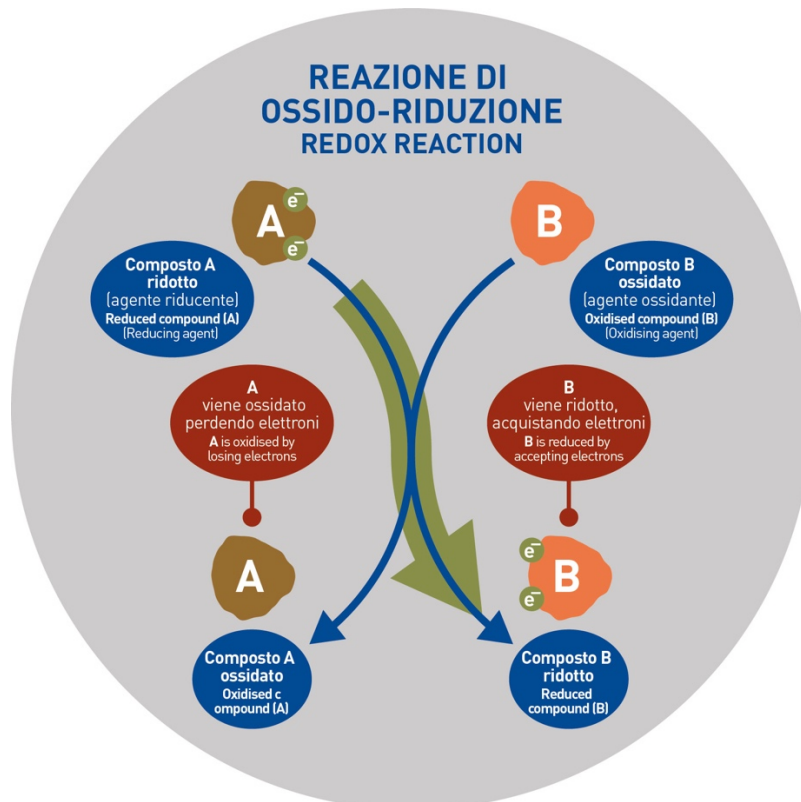 REAZIONE DI
OSSIDO-RIDUZIONE
REDOX REACTION
A
e⁻
e⁻
B
Composto A
ridotto
(agente riducente)
Reduced compound (A)
(Reducing agent)
Composto B
ossidato
(agente ossidante)
Oxidised compound (B)
(Oxidising agent)
A
viene ossidato
perdendo elettroni
A is oxidised by
losing electrons
B
viene ridotto,
acquistando elettroni
B is reduced by
accepting electrons
A
e⁻
e⁻
B
Composto A
ossidato
Oxidised c
ompound (A)
Composto B
ridotto
Reduced
compound (B)